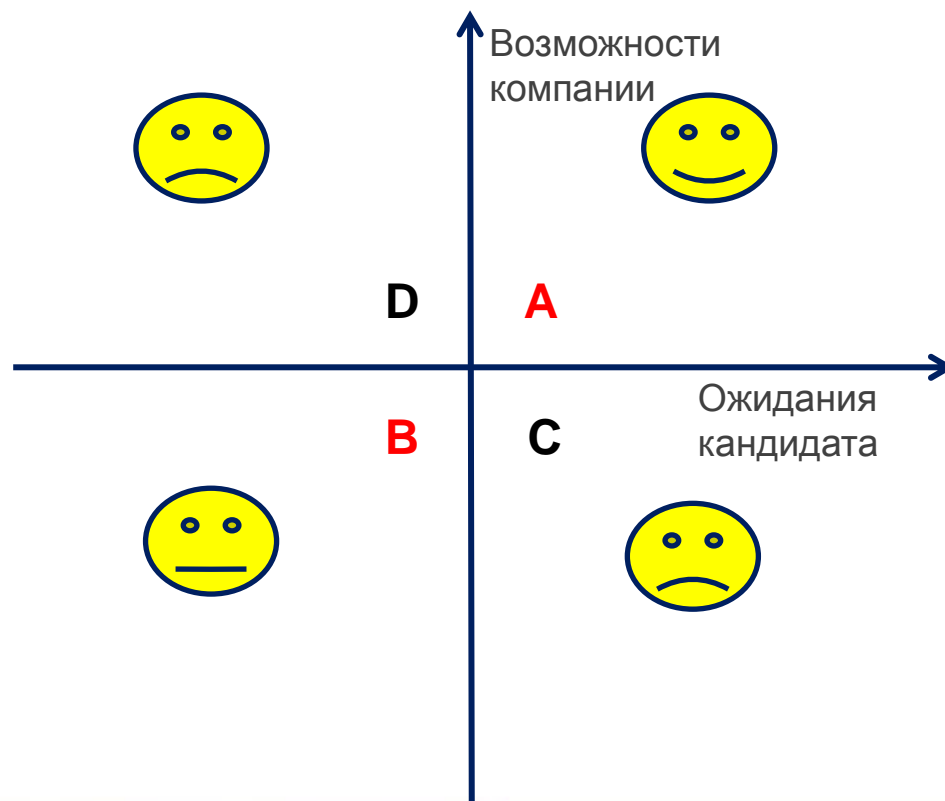 Возможности
компании
D
A
Ожидания
кандидата
B
C